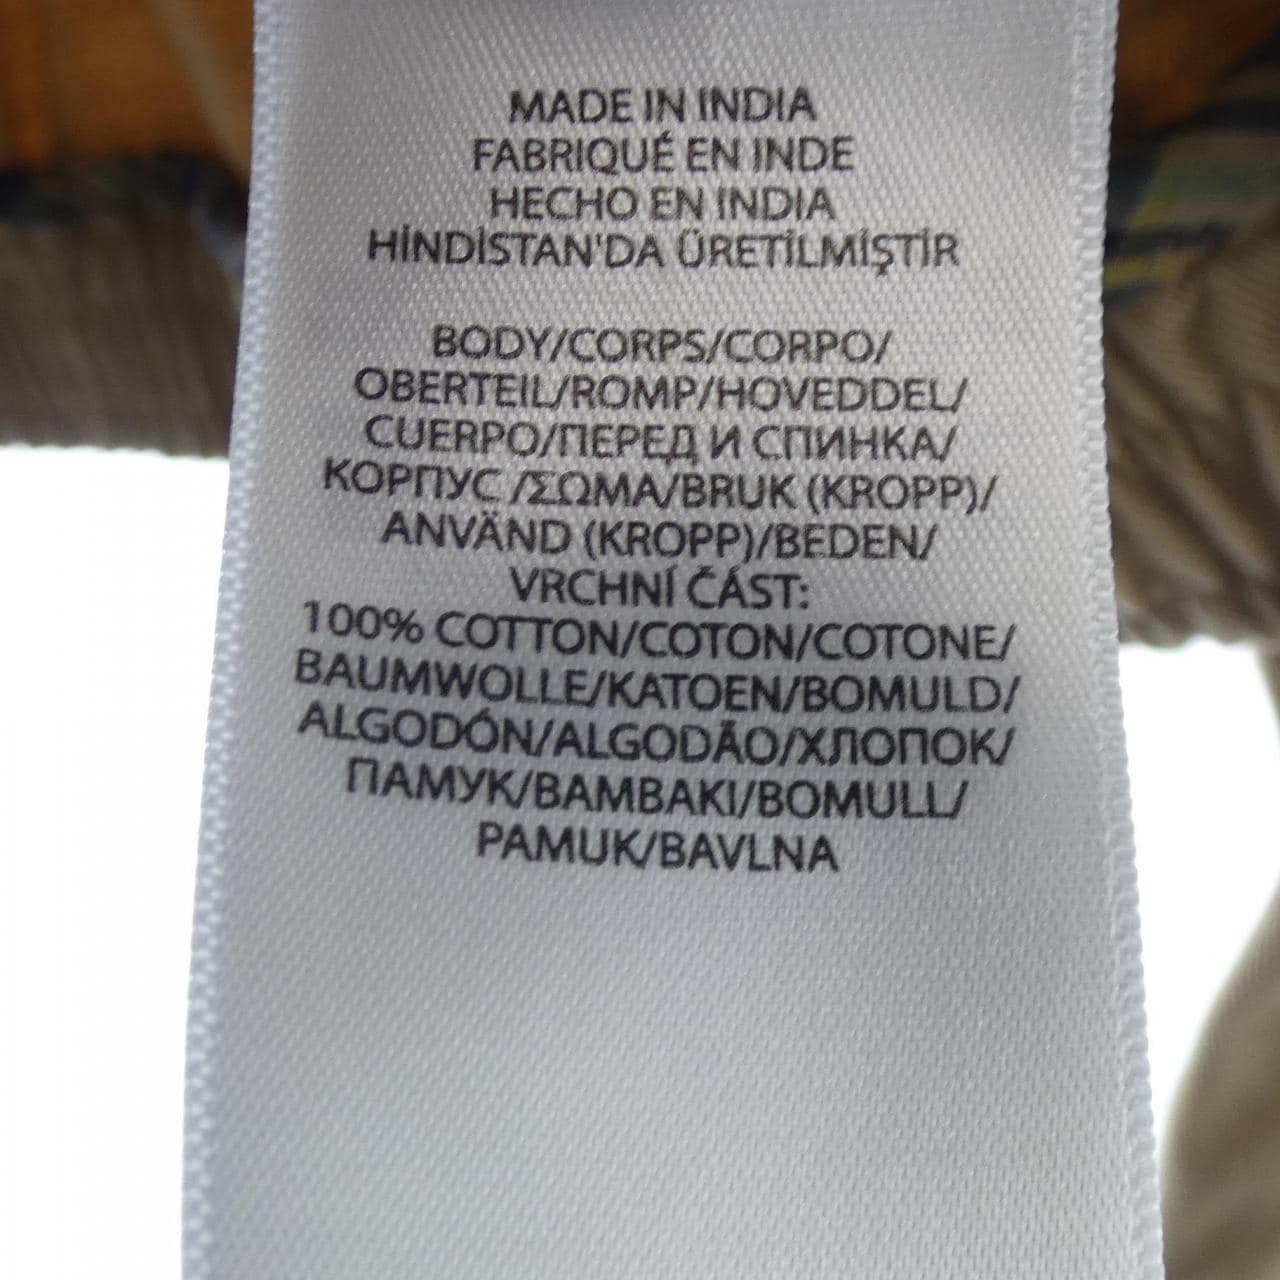 MADE IN INDIA
FABRIQUÉ EN INDE
HECHO EN INDIA
HİNDİSTAN'DA ÜRETİLMİŞTİR
BODY/CORPS/CORPO/
OBERTEIL/ROMP/HOVEDDEL/
CUERPO/ПЕРЕД И СПИНКА/
КОРПУС /ΣΩΜΑ/BRUK (KROPP)/
ANVÄND (KROPP)/BEDEN/
VRCHNÍ ČÁST:
100% COTTON/COTON/COTONE/
BAUMWOLLE/KATOEN/BOMULD/
ALGODÓN/ALGODÃO/ХЛОПОК/
ПАМУК/ΒΑΜΒΑΚΙ/BOMULL/
PAMUK/BAVLNA